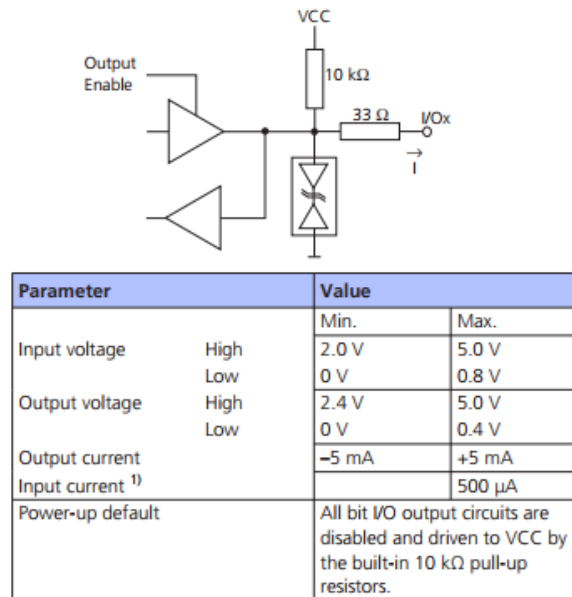 VCC
Output
Enable
10 kΩ
33 Ω
I/Ox
→
I
Parameter Value
Min. Max.
Input voltage High 2.0 V 5.0 V
Low 0 V 0.8 V
Output voltage High 2.4 V 5.0 V
Low 0 V 0.4 V
Output current –5 mA +5 mA
Input current 1) 500 µA
Power-up default All bit I/O output circuits are
disabled and driven to VCC by
the built-in 10 kΩ pull-up
resistors.